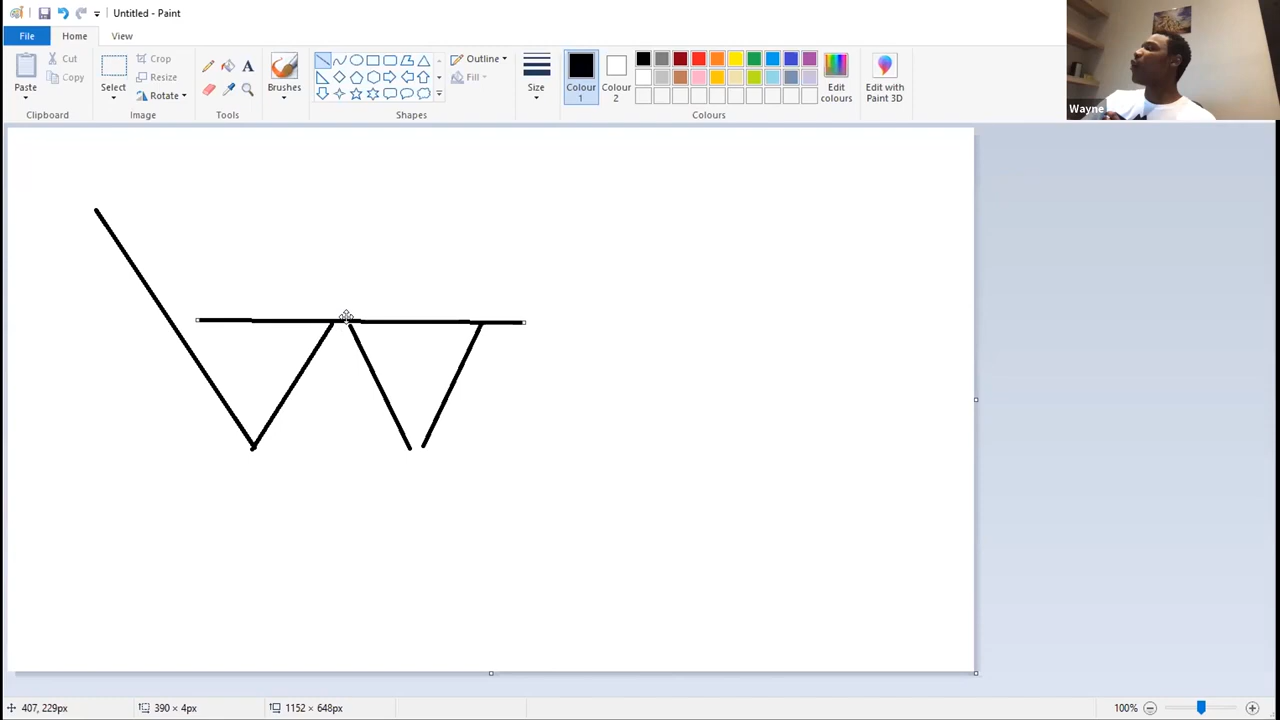 Untitled - Paint
File
Home
View
Paste
Cut
Copy
Clipboard
Select
Crop
Resize
Rotate
Image
A
Tools
Brushes
Outline
Fill
Shapes
Size
Colour
1
Colour
2
Edit
colours
Colours
Edit with
Paint 3D
Wayne
407, 229px
390 × 4px
1152 × 648px
100%